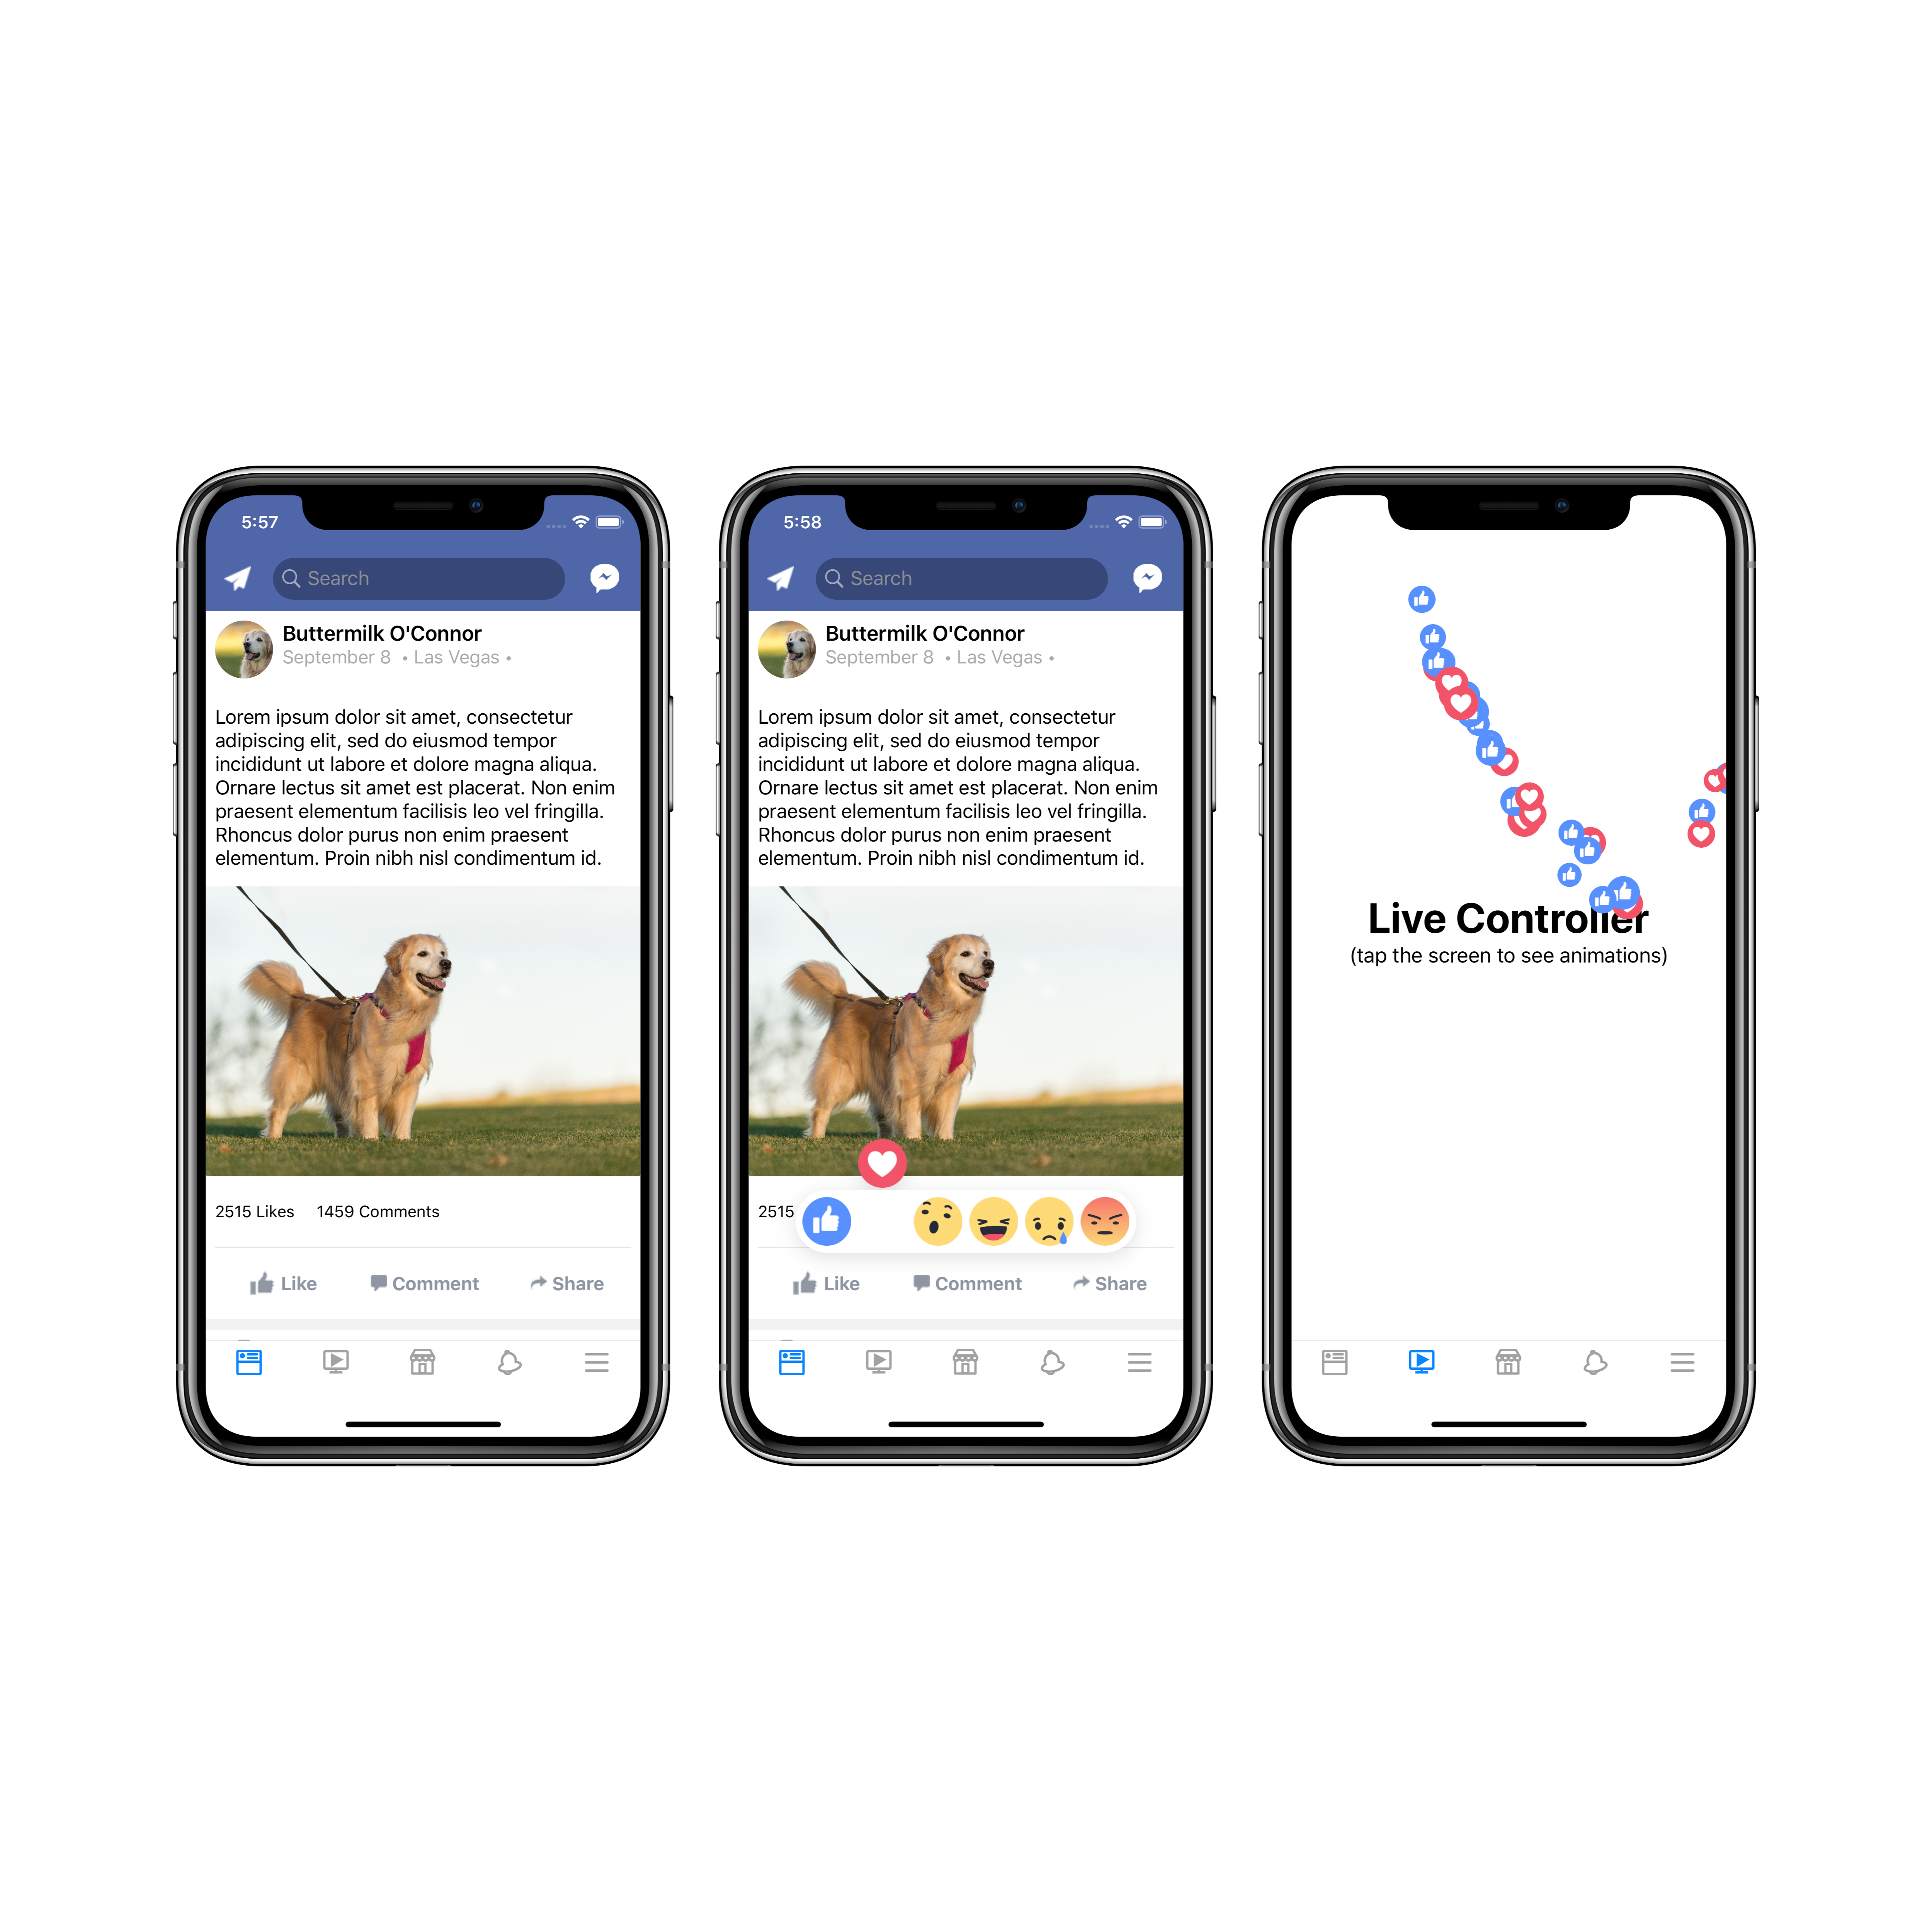 5:57
Search
Buttermilk O'Connor
September 8 • Las Vegas •
Lorem ipsum dolor sit amet, consectetur
adipiscing elit, sed do eiusmod tempor
incididunt ut labore et dolore magna aliqua.
Ornare lectus sit amet est placerat. Non enim
praesent elementum facilisis leo vel fringilla.
Rhoncus dolor purus non enim praesent
elementum. Proin nibh nisl condimentum id.
2515 Likes 1459 Comments
Like Comment Share
5:58
Search
Buttermilk O'Connor
September 8 • Las Vegas •
Lorem ipsum dolor sit amet, consectetur
adipiscing elit, sed do eiusmod tempor
incididunt ut labore et dolore magna aliqua.
Ornare lectus sit amet est placerat. Non enim
praesent elementum facilisis leo vel fringilla.
Rhoncus dolor purus non enim praesent
elementum. Proin nibh nisl condimentum id.
2515
Like Comment Share
Live Controller
(tap the screen to see animations)